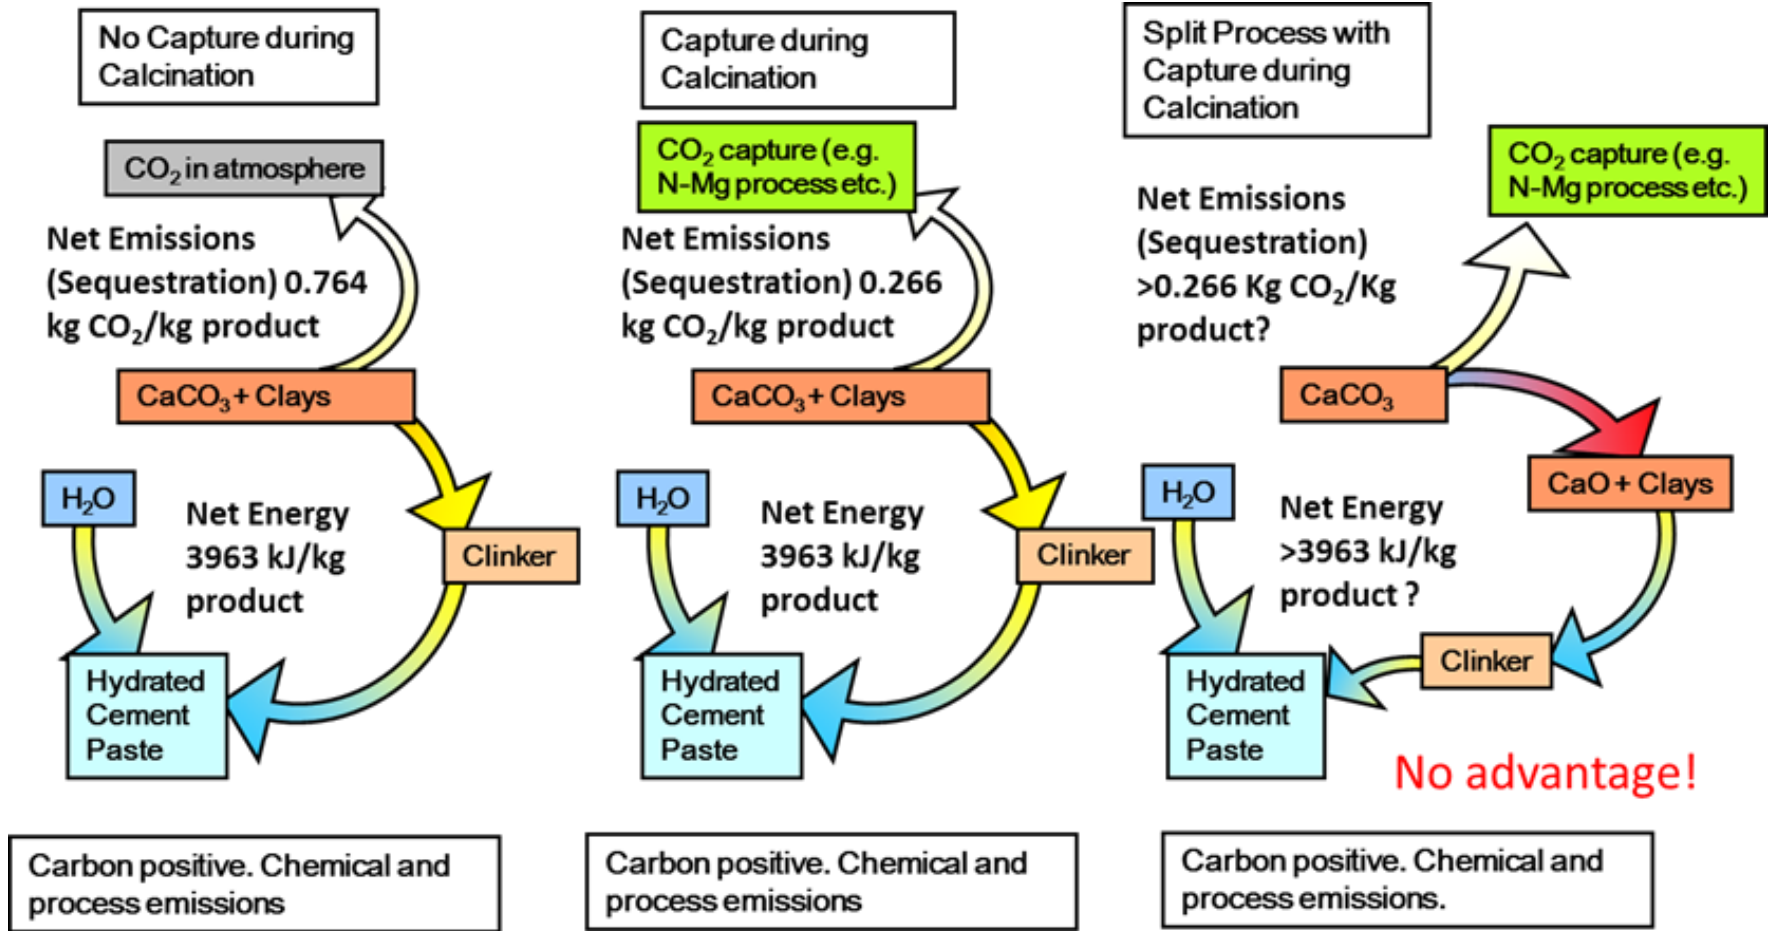 No Capture during
Calcination
CO₂ in atmosphere
Net Emissions
(Sequestration) 0.764
kg CO₂/kg product
CaCO₃ + Clays
H₂O
Net Energy
3963 kJ/kg
product
Clinker
Hydrated
Cement
Paste
Carbon positive. Chemical and
process emissions
Capture during
Calcination
CO₂ capture (e.g.
N-Mg process etc.)
Net Emissions
(Sequestration) 0.266
kg CO₂/kg product
CaCO₃ + Clays
H₂O
Net Energy
3963 kJ/kg
product
Clinker
Hydrated
Cement
Paste
Carbon positive. Chemical and
process emissions
Split Process with
Capture during
Calcination
CO₂ capture (e.g.
N-Mg process etc.)
Net Emissions
(Sequestration)
>0.266 Kg CO₂/Kg
product?
CaCO₃
CaO + Clays
H₂O
Net Energy
>3963 kJ/kg
product ?
Clinker
Hydrated
Cement
Paste
No advantage!
Carbon positive. Chemical and
process emissions.